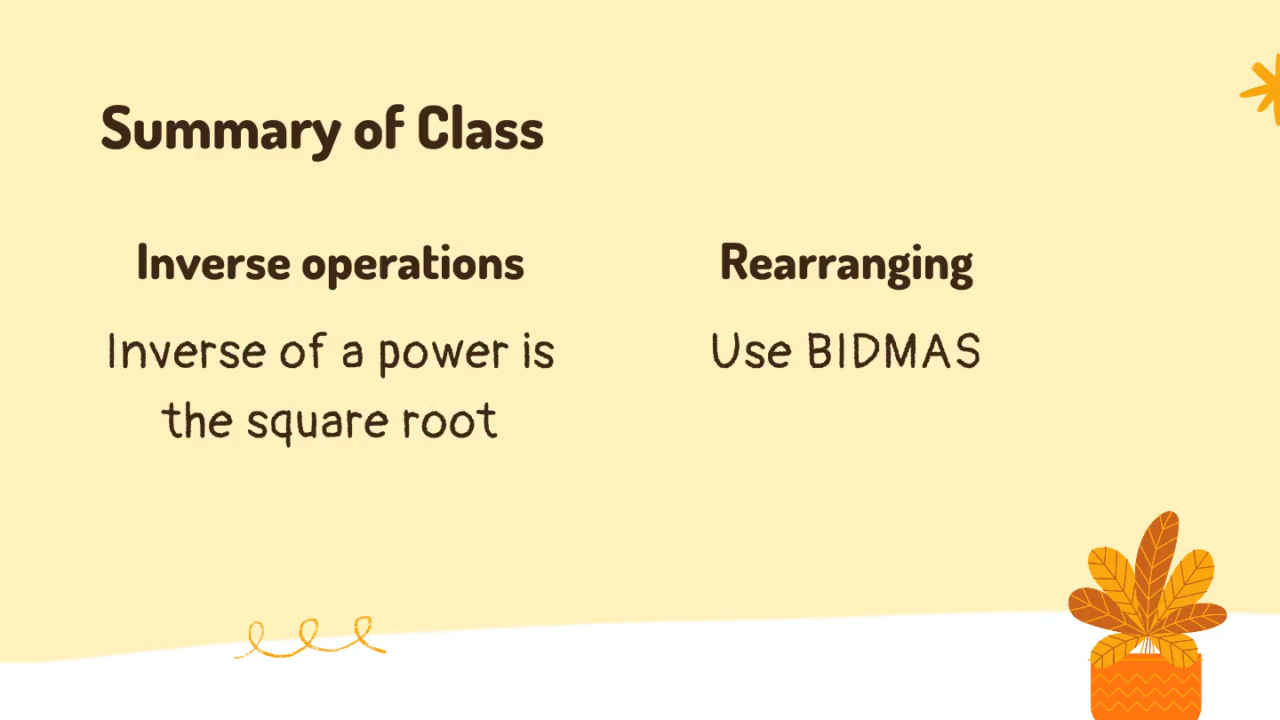 Summary of Class
Inverse operations
Inverse of a power is
the square root
Rearranging
Use BIDMAS